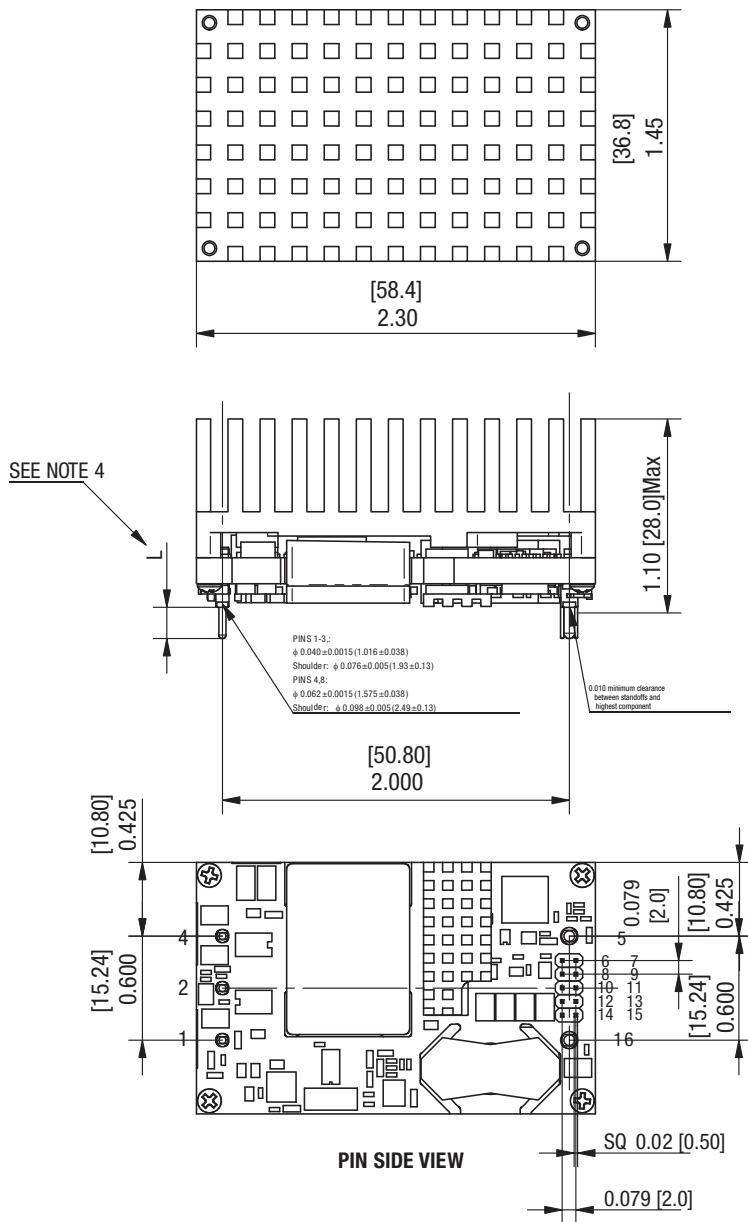 [36.8]
1.45
[58.4]
2.30
SEE NOTE 4
L
1.10 [28.0]Max
PINS 1-3,:
ϕ 0.040±0.0015(1.016±0.038)
Shoulder: ϕ 0.076±0.005(1.93±0.13)
PINS 4,8:
ϕ 0.062±0.0015(1.575±0.038)
Shoulder: ϕ 0.098±0.005(2.49±0.13)
0.010 minimum clearance
between standoffs and
highest component
[50.80]
2.000
[10.80]
0.425
[15.24]
0.600
0.079
[2.0]
[10.80]
0.425
[15.24]
0.600
4
2
1
5
6 7
8 9
10 11
12 13
14 15
16
SQ 0.02 [0.50]
PIN SIDE VIEW
0.079 [2.0]